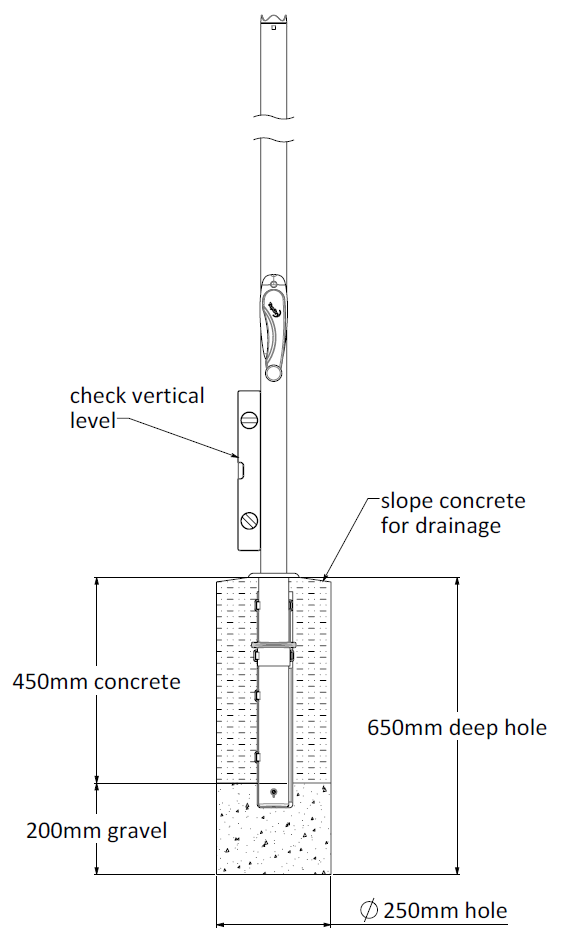 check vertical
level
slope concrete
for drainage
450mm concrete
650mm deep hole
200mm gravel
⌀ 250mm hole